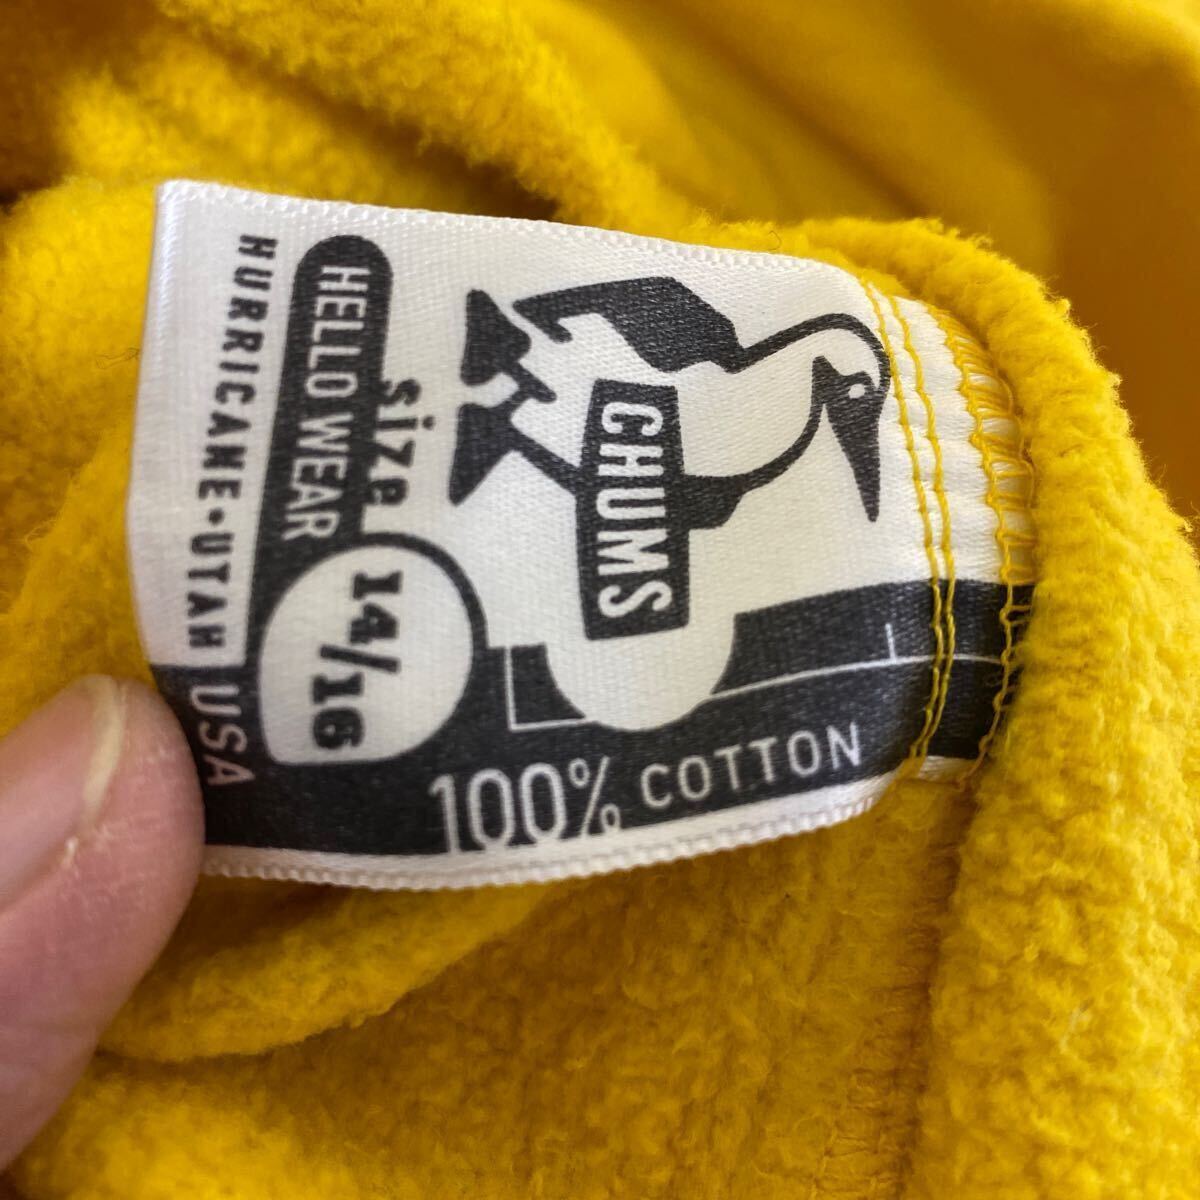 CHUMS
Size
14/16
HELLO WEAR
HURRICANE•UTAH USA
100% COTTON